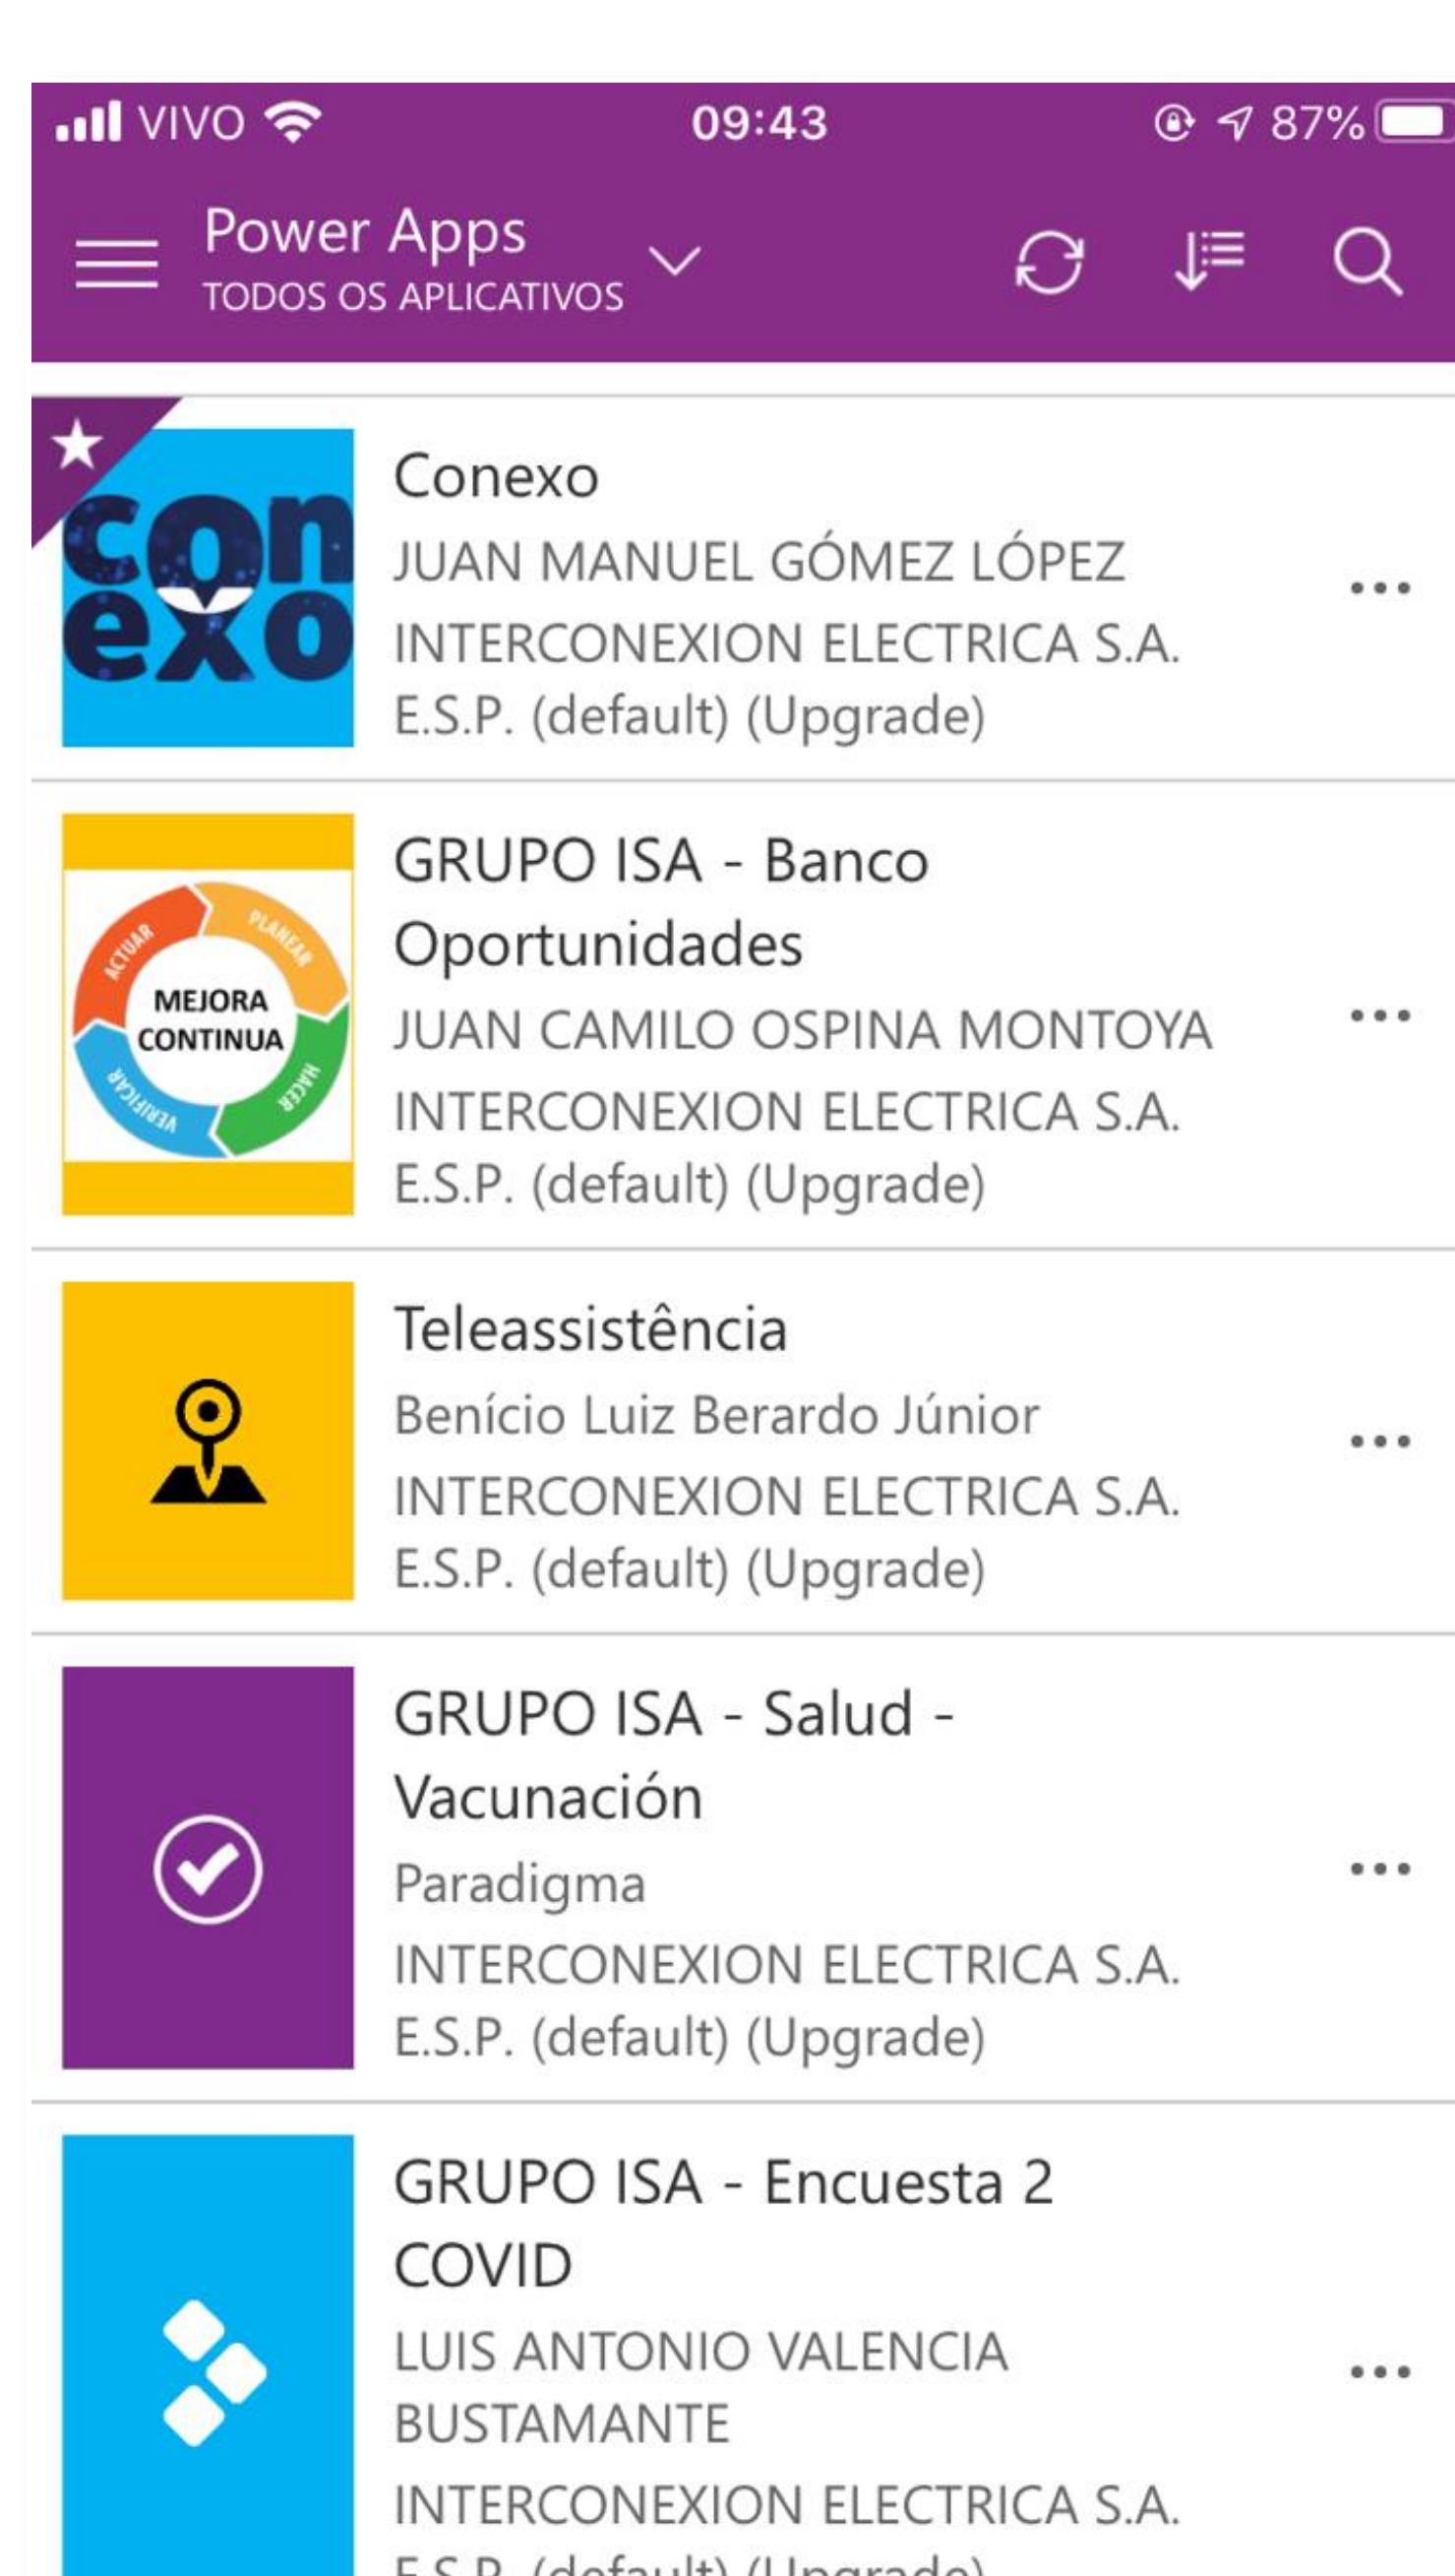 VIVO 09:43 87%
Power Apps
TODOS OS APLICATIVOS
con
exo
Conexo
JUAN MANUEL GÓMEZ LÓPEZ
INTERCONEXION ELECTRICA S.A.
E.S.P. (default) (Upgrade)
ACTUAR
PLANEAR
MEJORA
CONTINUA
VERIFICAR
HACER
GRUPO ISA - Banco
Oportunidades
JUAN CAMILO OSPINA MONTOYA
INTERCONEXION ELECTRICA S.A.
E.S.P. (default) (Upgrade)
Teleassistência
Benício Luiz Berardo Júnior
INTERCONEXION ELECTRICA S.A.
E.S.P. (default) (Upgrade)
GRUPO ISA - Salud -
Vacunación
Paradigma
INTERCONEXION ELECTRICA S.A.
E.S.P. (default) (Upgrade)
GRUPO ISA - Encuesta 2
COVID
LUIS ANTONIO VALENCIA
BUSTAMANTE
INTERCONEXION ELECTRICA S.A.
E.S.P. (default) (Upgrade)